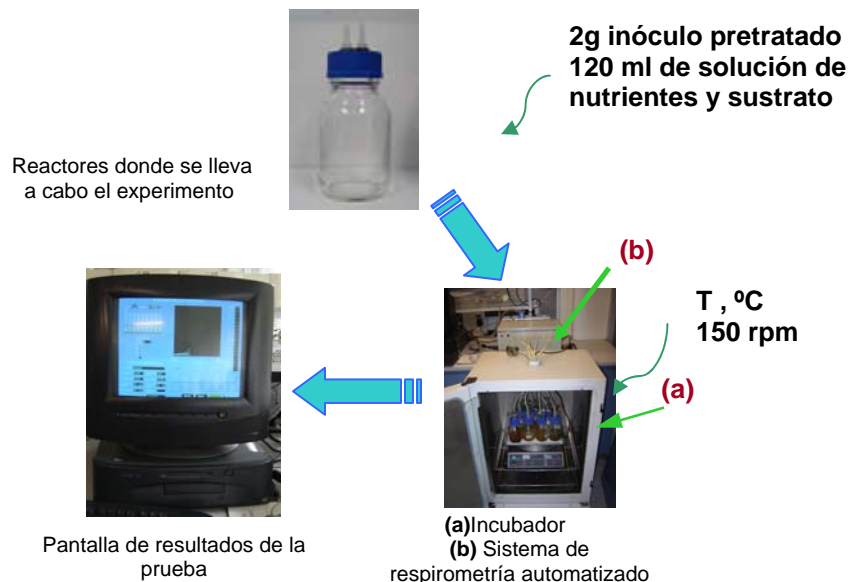 2g inóculo pretratado
120 ml de solución de
nutrientes y sustrato
Reactores donde se lleva
a cabo el experimento
(b)
T , ºC
150 rpm
(a)
(a)Incubador
(b) Sistema de
respirometría automatizado
Pantalla de resultados de la
prueba